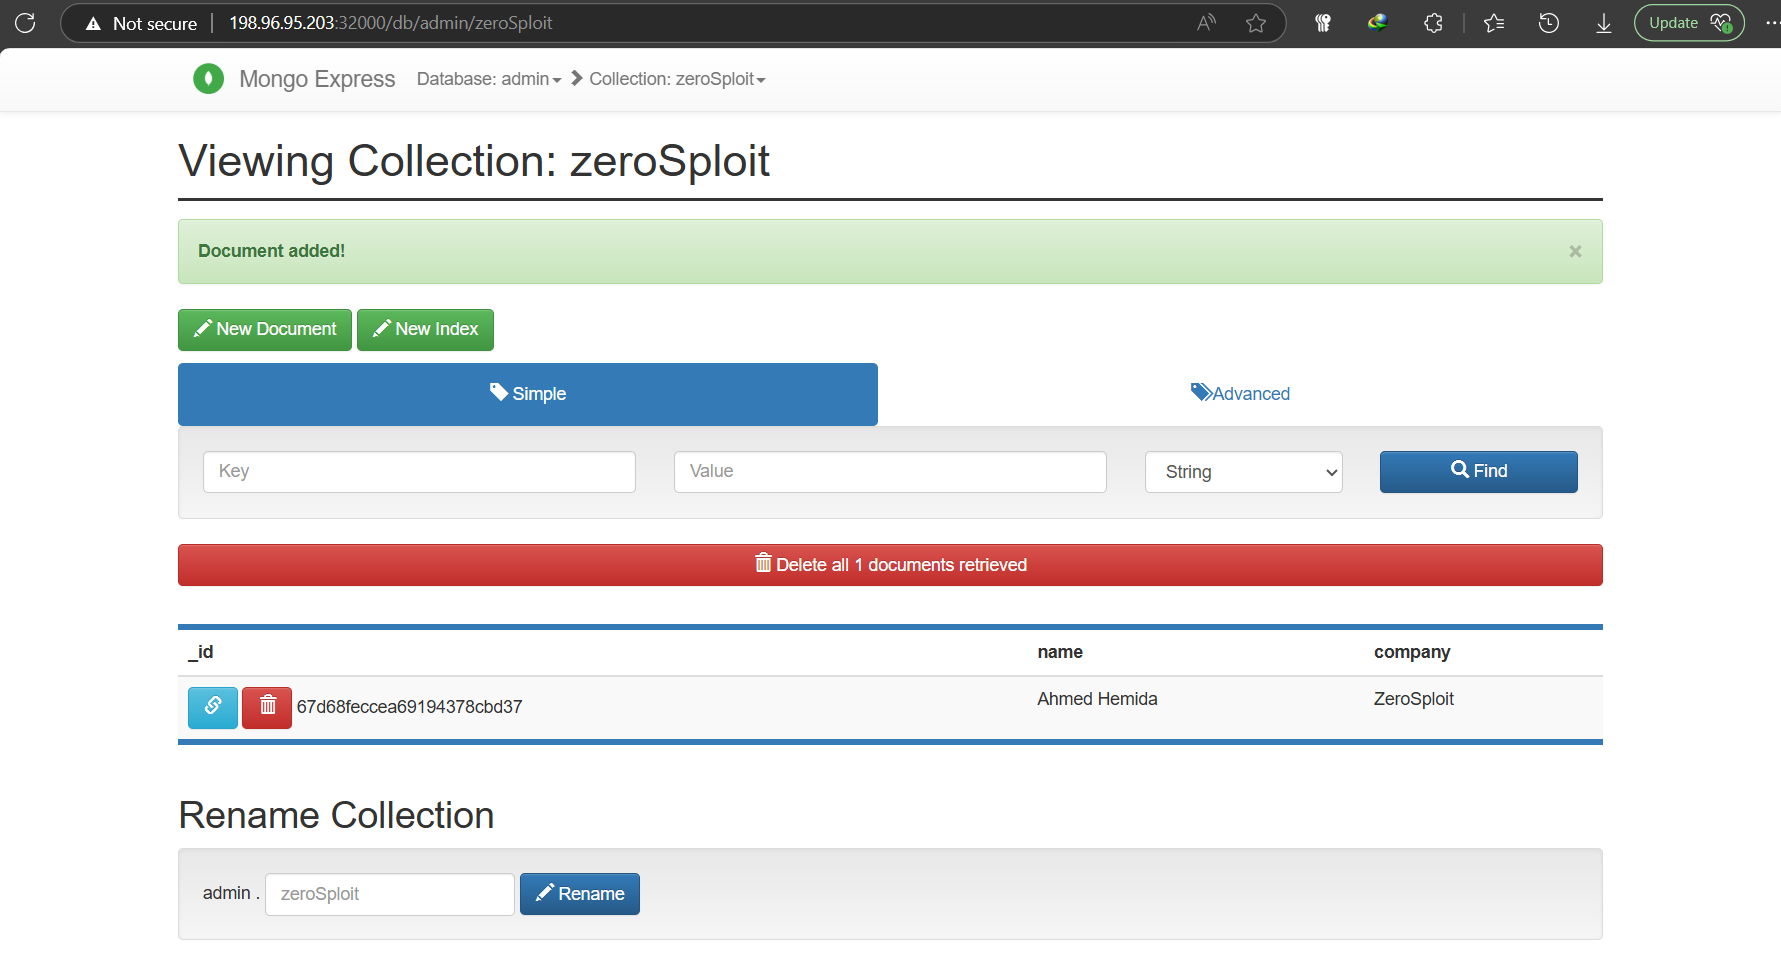 Not secure 198.96.95.203:32000/db/admin/zeroSploit Update
Mongo Express Database: admin Collection: zeroSploit
Viewing Collection: zeroSploit
Document added! ×
New Document New Index
Simple Advanced
Key Value String Find
Delete all 1 documents retrieved
_id name company
67d68feccea69194378cbd37 Ahmed Hemida ZeroSploit
Rename Collection
admin . zeroSploit Rename